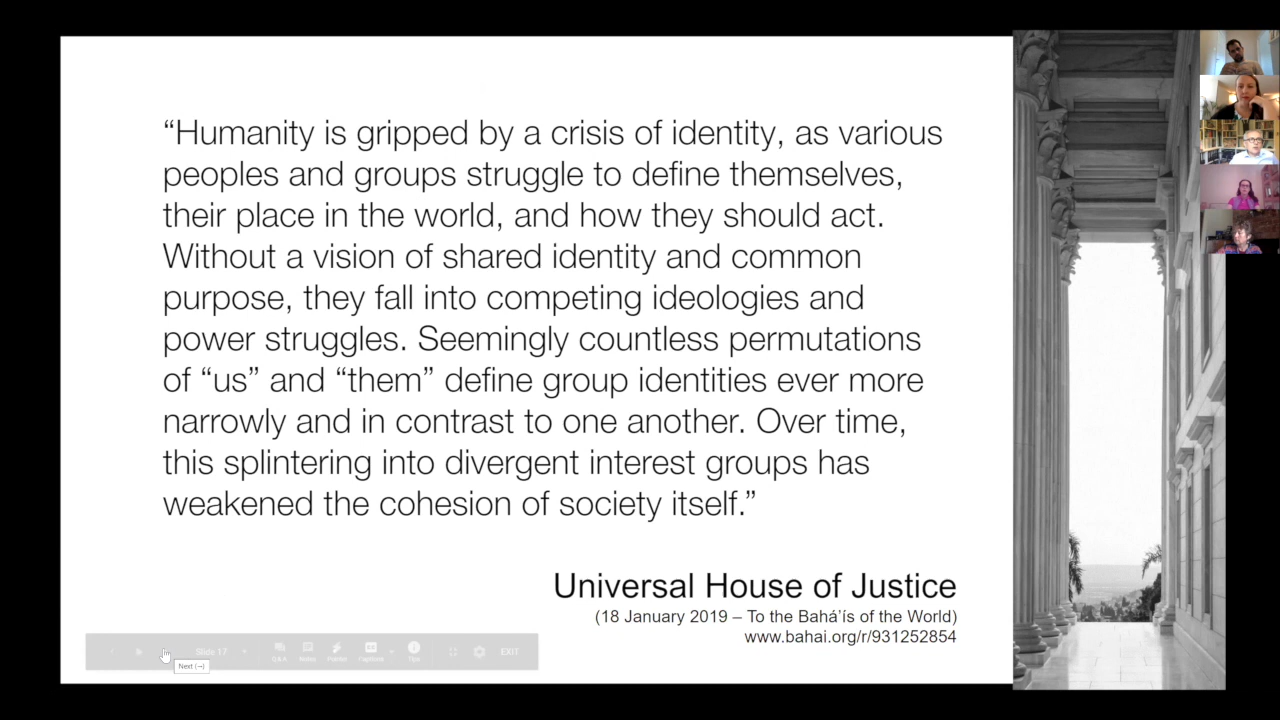 “Humanity is gripped by a crisis of identity, as various
peoples and groups struggle to define themselves,
their place in the world, and how they should act.
Without a vision of shared identity and common
purpose, they fall into competing ideologies and
power struggles. Seemingly countless permutations
of “us” and “them” define group identities ever more
narrowly and in contrast to one another. Over time,
this splintering into divergent interest groups has
weakened the cohesion of society itself.”
Universal House of Justice
(18 January 2019 – To the Bahá’ís of the World)
www.bahai.org/r/931252854
Slide 17
Q&A Notes Pointer Captions Tips
EXIT
Next (→)